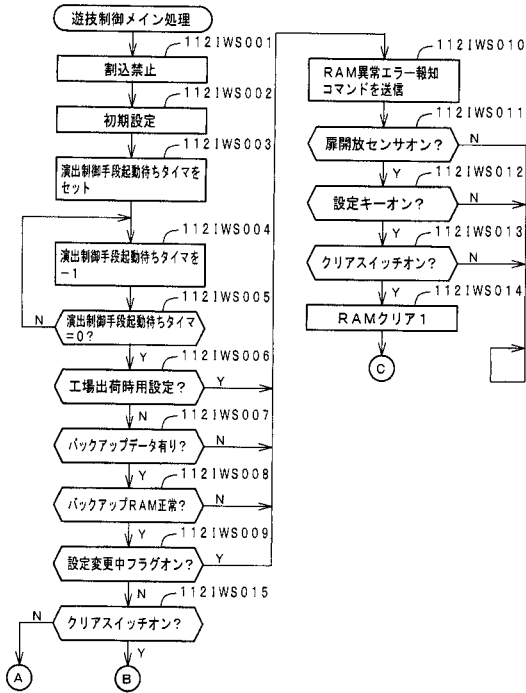 遊技制御メイン処理
112IWS001
割込禁止
112IWS002
初期設定
112IWS003
演出制御手段起動待ちタイマを
セット
112IWS004
演出制御手段起動待ちタイマを
－1
112IWS005
演出制御手段起動待ちタイマ
=0?
N
Y
112IWS006
工場出荷時用設定?
Y
N
112IWS007
バックアップデータ有り?
N
Y
112IWS008
バックアップRAM正常?
N
Y
112IWS009
設定変更中フラグオン?
Y
N
112IWS015
クリアスイッチオン?
N
Y
A
B
112IWS010
RAM異常エラー報知
コマンドを送信
112IWS011
扉開放センサオン?
N
Y
112IWS012
設定キーオン?
N
Y
112IWS013
クリアスイッチオン?
N
Y
112IWS014
RAMクリア1
C